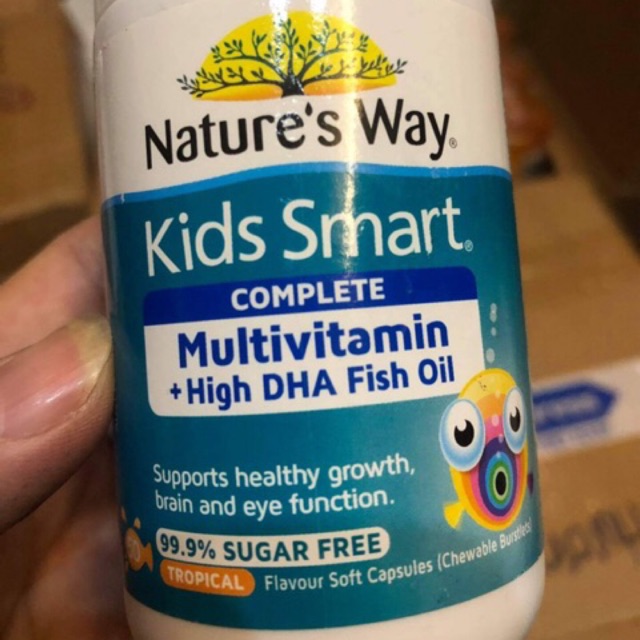 Nature's Way®
Kids Smart®
COMPLETE
Multivitamin
+High DHA Fish Oil
Supports healthy growth,
brain and eye function.
99.9% SUGAR FREE
TROPICAL Flavour Soft Capsules (Chewable Burstlets)